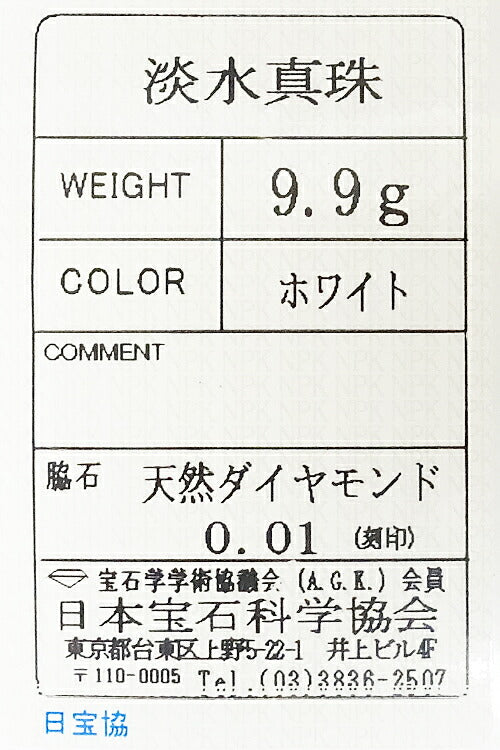 淡水真珠
WEIGHT 9.9g
COLOR ホワイト
COMMENT
脇石 天然ダイヤモンド
0.01 (刻印)
宝石学学術協議会 (A.G.K.) 会員
日本宝石科学協会
東京都台東区上野5-22-1 井上ビル4F
〒110-0005 Tel.(03)3836-2507
日宝協